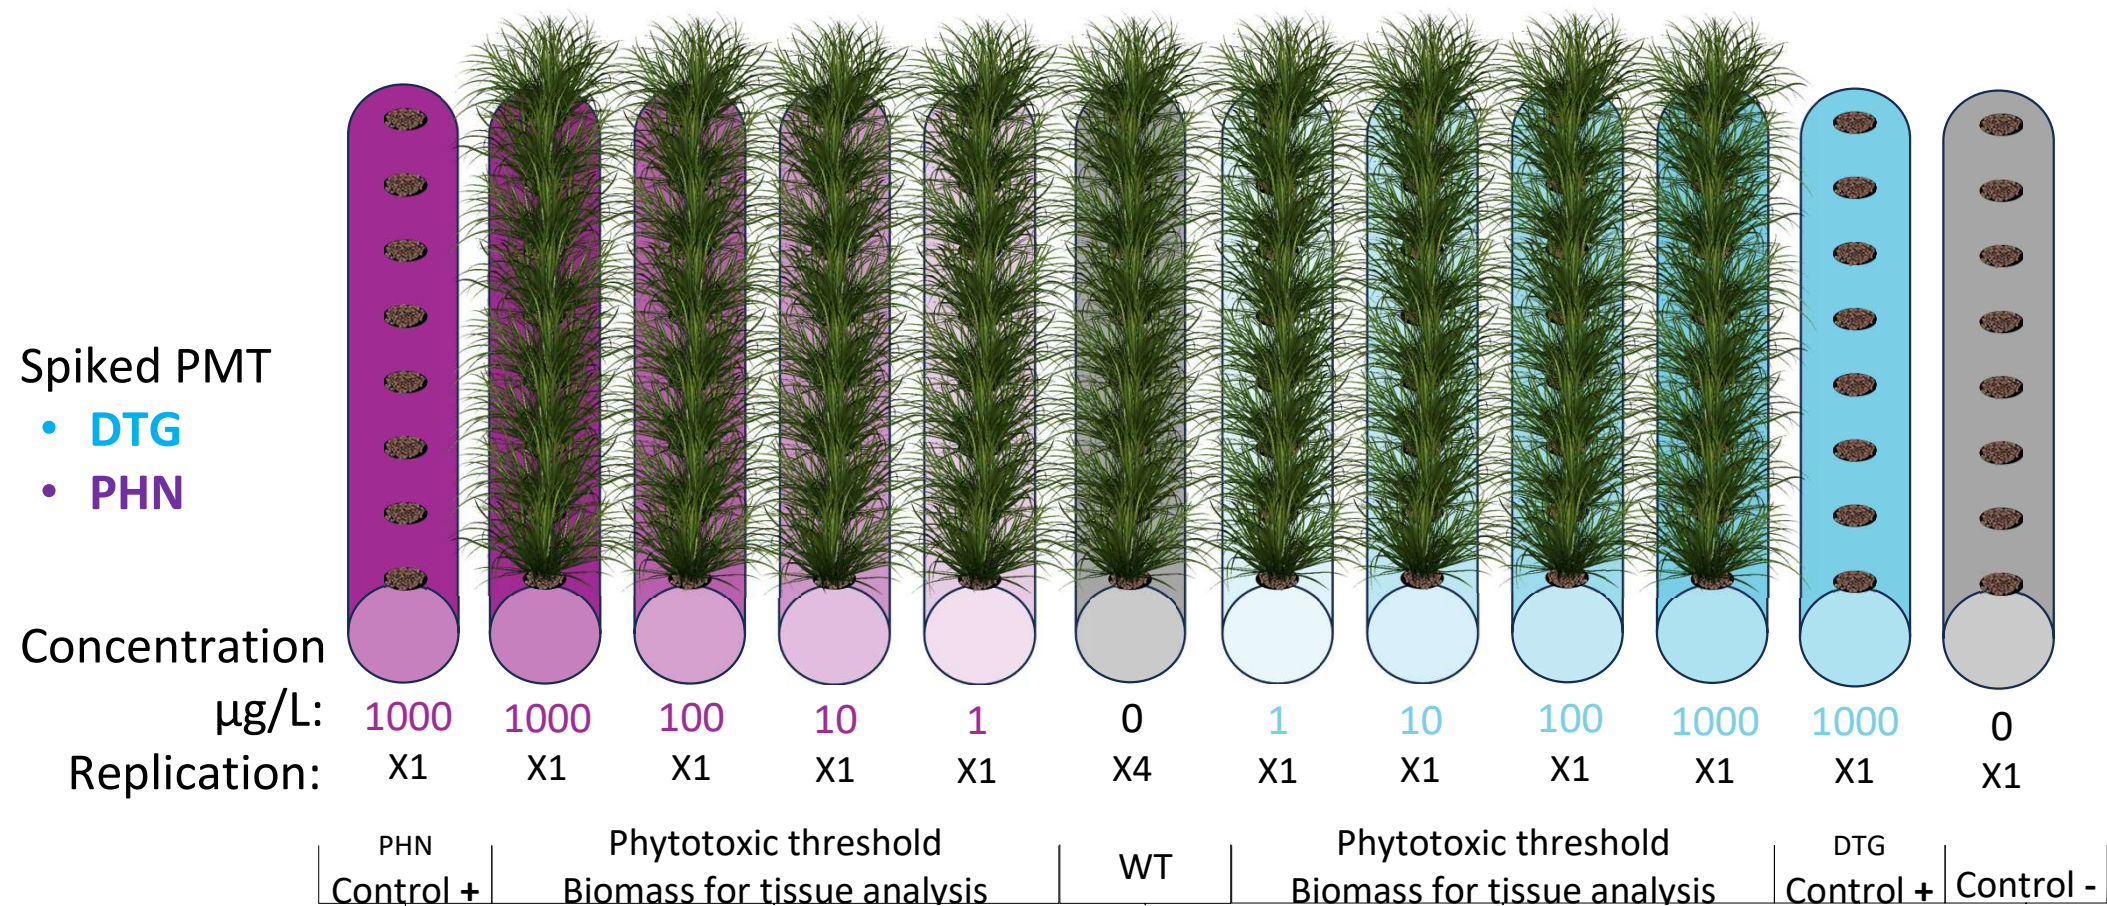 Spiked PMT
• DTG
• PHN
Concentration
µg/L: 1000 1000 100 10 1 0 1 10 100 1000 1000 0
Replication: X1 X1 X1 X1 X1 X4 X1 X1 X1 X1 X1 X1
PHN
Control +
Phytotoxic threshold
Biomass for tissue analysis
WT
Phytotoxic threshold
Biomass for tissue analysis
DTG
Control +
Control -